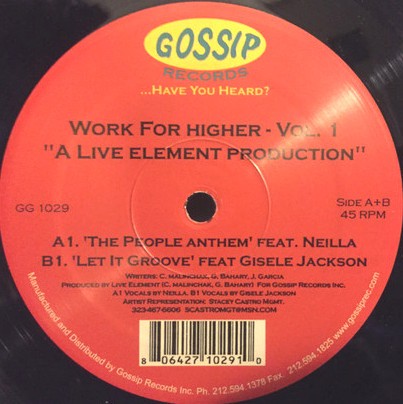 GOSSIP
RECORDS
...HAVE YOU HEARD?
WORK FOR HIGHER - VOL. 1
"A LIVE ELEMENT PRODUCTION"
GG 1029
SIDE A+B
45 RPM
A1. 'THE PEOPLE ANTHEM' FEAT. NEILLA
B1. 'LET IT GROOVE' FEAT GISELE JACKSON
WRITERS: C. MALINCHAK, G. BAHARY, J. GARCIA
PRODUCED BY LIVE ELEMENT (C. MALINCHAK, G. BAHARY) FOR GOSSIP RECORDS INC.
A1 VOCALS BY NEILLA, B1 VOCALS BY GISELE JACKSON
ARTIST REPRESENTATION: STACEY CASTRO MGMT.
323-467-6606 SCASTROMGT@MSN.COM
8 06427 10291 0
Manufactured and Distributed by Gossip Records Inc. Ph. 212.594.1378 Fax. 212.594.1825 www.gossiprec.com